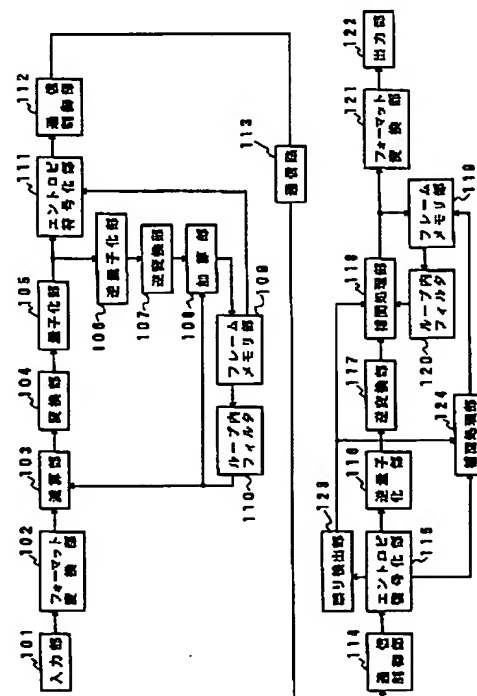 101
入力部
102
フォーマット
変換部
103
減算部
104
変換部
105
量子化部
106
逆量子化部
107
逆変換部
108
加算部
109
フレーム
メモリ部
110
ループ内
フィルタ
111
エントロピ
符号化部
112
通信
制御部
113
通信路
114
通信
制御部
115
エントロピ
復号化部
116
逆量子
化部
117
逆変換部
118
補間処理部
119
フレーム
メモリ部
120
ループ内
フィルタ
121
フォーマット
変換部
122
出力部
123
誤り検出部
124
補間処理部